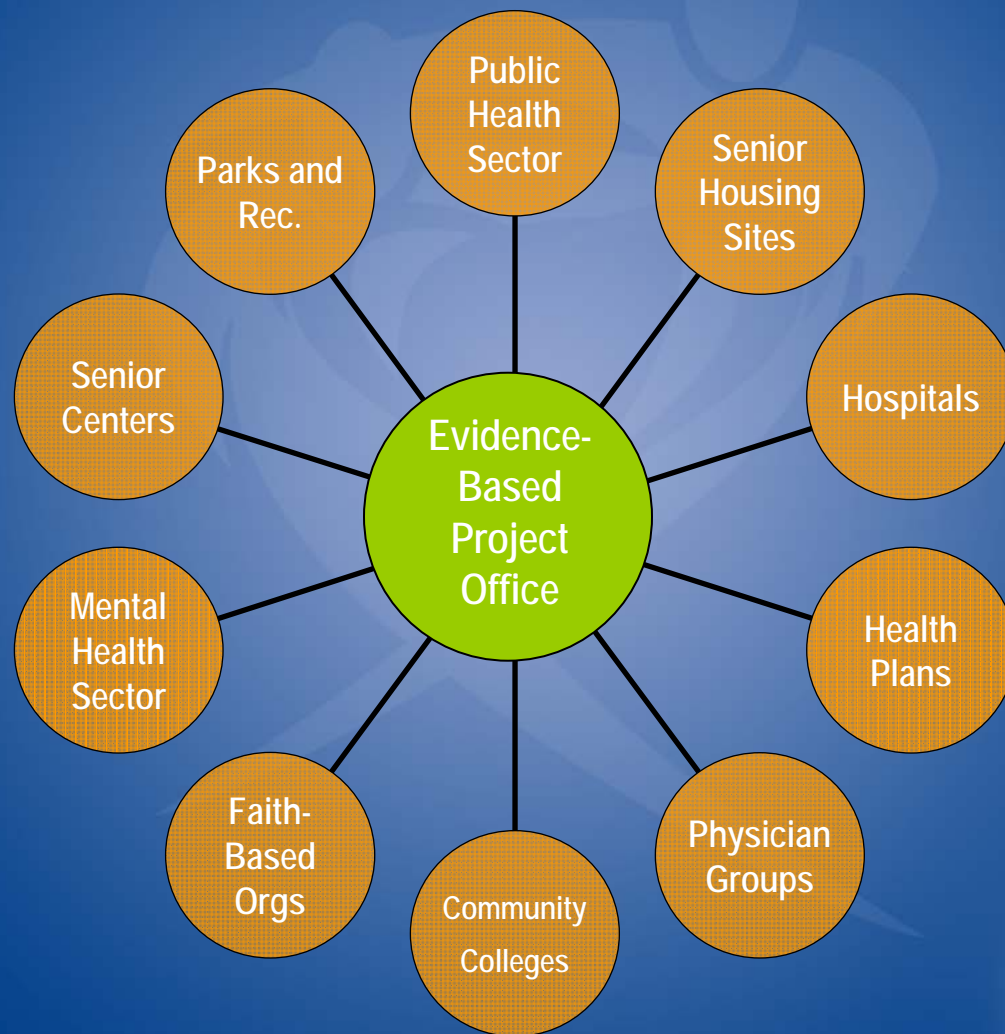 Public
Health
Sector
Senior
Housing
Sites
Hospitals
Health
Plans
Physician
Groups
Community
Colleges
Faith-
Based
Orgs
Mental
Health
Sector
Senior
Centers
Parks and
Rec.
Evidence-
Based
Project
Office